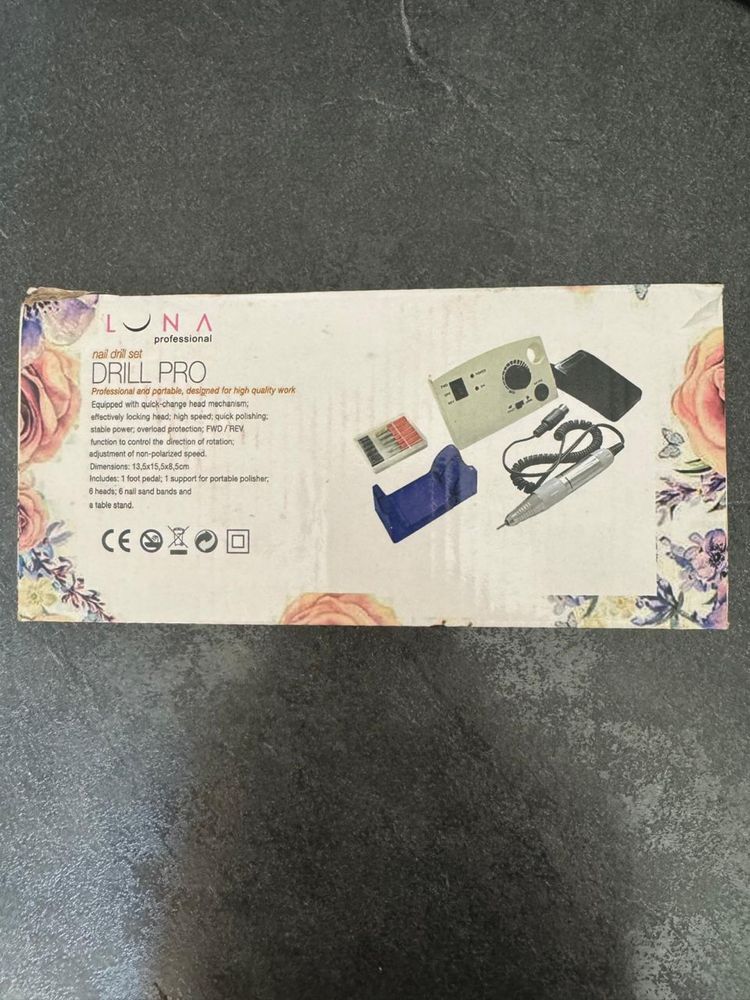 LUNA
professional
nail drill set
DRILL PRO
Professional and portable, designed for high quality work
Equipped with quick-change head mechanism;
effectively locking head; high speed; quick polishing;
stable power; overload protection; FWD / REV
function to control the direction of rotation;
adjustment of non-polarized speed.
Dimensions: 13,5x15,5x8,5cm
Includes: 1 foot pedal; 1 support for portable polisher;
6 heads; 6 nail sand bands and
a table stand.
CE